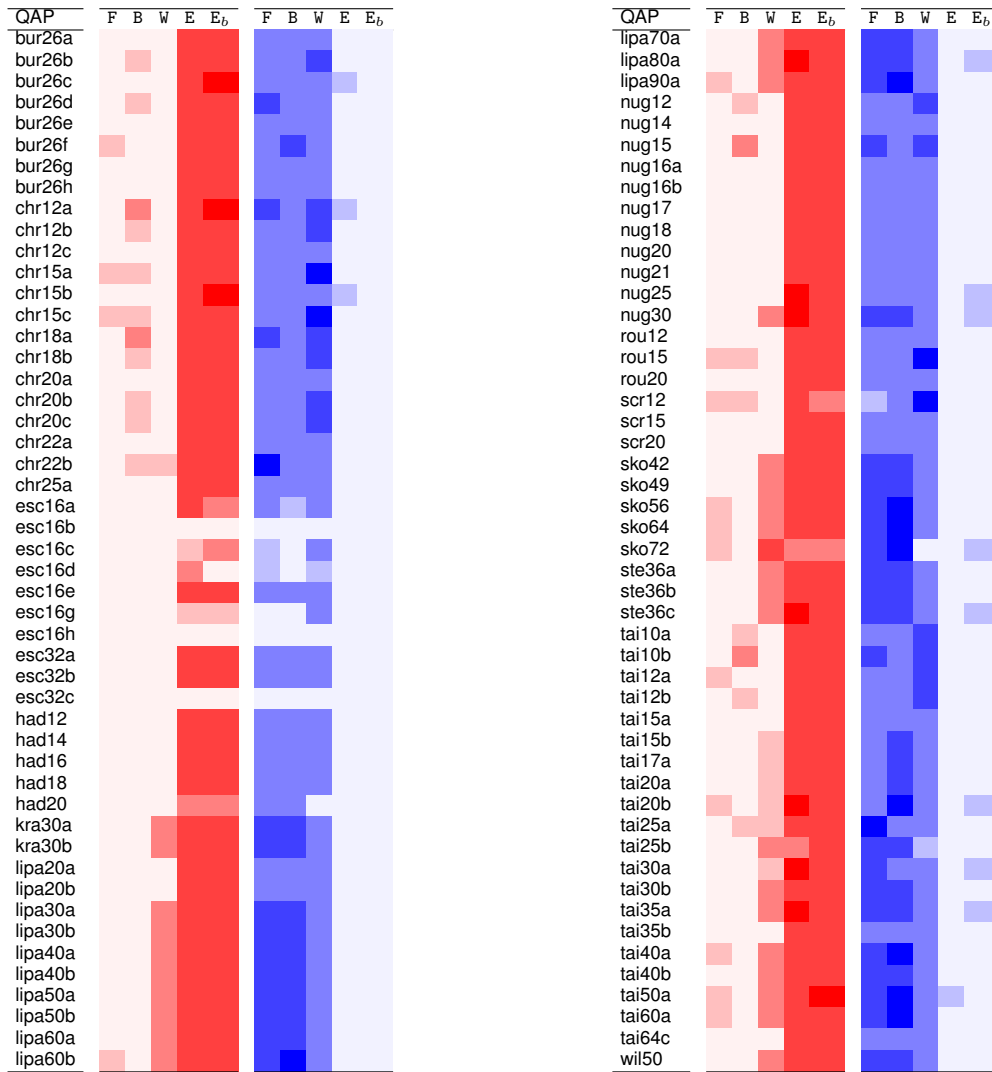 QAP F B W E E_b F B W E E_b
bur26a
bur26b
bur26c
bur26d
bur26e
bur26f
bur26g
bur26h
chr12a
chr12b
chr12c
chr15a
chr15b
chr15c
chr18a
chr18b
chr20a
chr20b
chr20c
chr22a
chr22b
chr25a
esc16a
esc16b
esc16c
esc16d
esc16e
esc16g
esc16h
esc32a
esc32b
esc32c
had12
had14
had16
had18
had20
kra30a
kra30b
lipa20a
lipa20b
lipa30a
lipa30b
lipa40a
lipa40b
lipa50a
lipa50b
lipa60a
lipa60b
QAP F B W E E_b F B W E E_b
lipa70a
lipa80a
lipa90a
nug12
nug14
nug15
nug16a
nug16b
nug17
nug18
nug20
nug21
nug25
nug30
rou12
rou15
rou20
scr12
scr15
scr20
sko42
sko49
sko56
sko64
sko72
ste36a
ste36b
ste36c
tai10a
tai10b
tai12a
tai12b
tai15a
tai15b
tai17a
tai20a
tai20b
tai25a
tai25b
tai30a
tai30b
tai35a
tai35b
tai40a
tai40b
tai50a
tai60a
tai64c
wil50